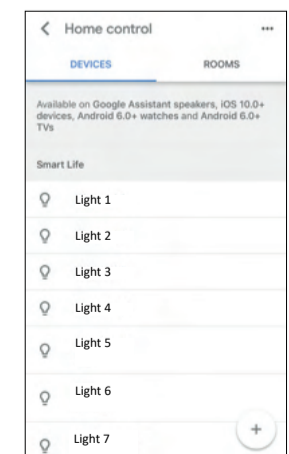 Home control
DEVICES
ROOMS
Available on Google Assistant speakers, iOS 10.0+
devices, Android 6.0+ watches and Android 6.0+
TVs
Smart Life
Light 1
Light 2
Light 3
Light 4
Light 5
Light 6
Light 7